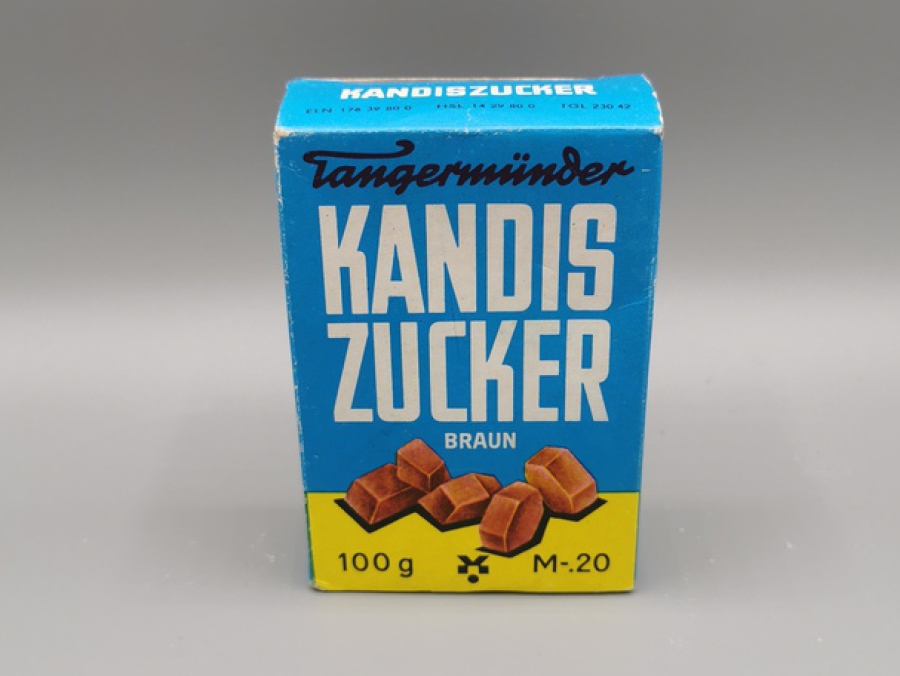 KANDISZUCKER
ELN 174 39 80 0 HSL 14 29 80 0 TGL 230 42
Tangermünder
KANDIS
ZUCKER
BRAUN
100 g M-.20